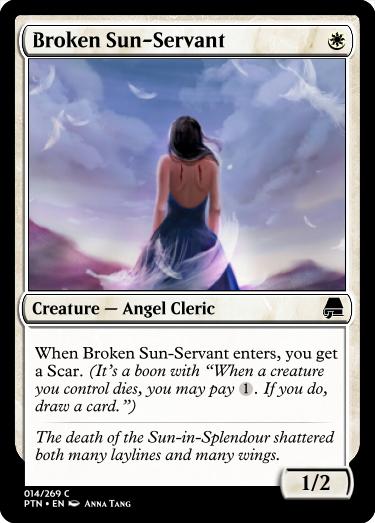 Broken Sun-Servant
Creature — Angel Cleric
When Broken Sun-Servant enters, you get
a Scar. (It's a boon with “When a creature
you control dies, you may pay 1. If you do,
draw a card.”)
The death of the Sun-in-Splendour shattered
both many laylines and many wings.
1/2
014/269 C
PTN • EN Anna Tang